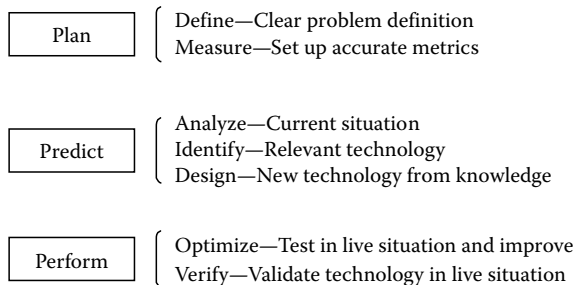 Plan
Define—Clear problem definition
Measure—Set up accurate metrics
Predict
Analyze—Current situation
Identify—Relevant technology
Design—New technology from knowledge
Perform
Optimize—Test in live situation and improve
Verify—Validate technology in live situation